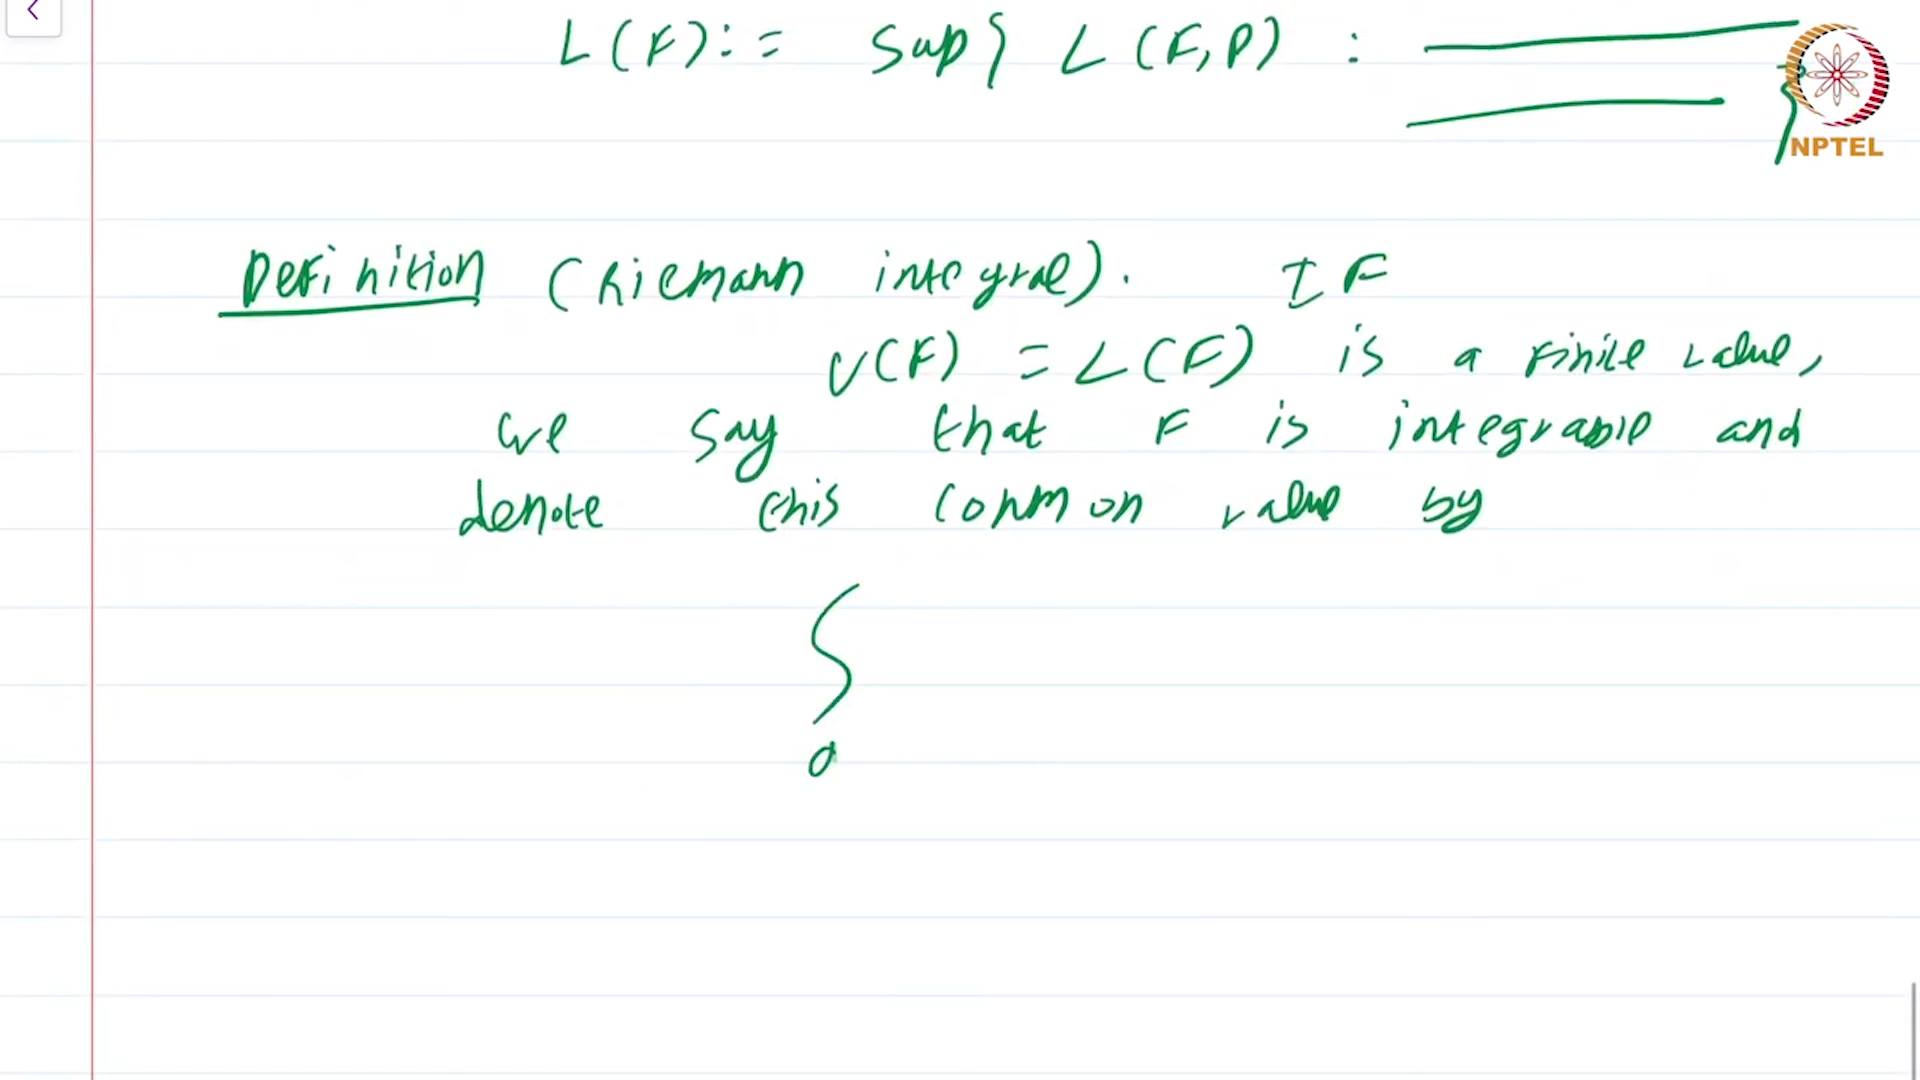 L(F) := sup{ L(F,P) :
}
NPTEL
Definition (Riemann integral). IF
U(F) = L(F) is a finite value,
we say that F is integrable and
denote this common value by
∫
a